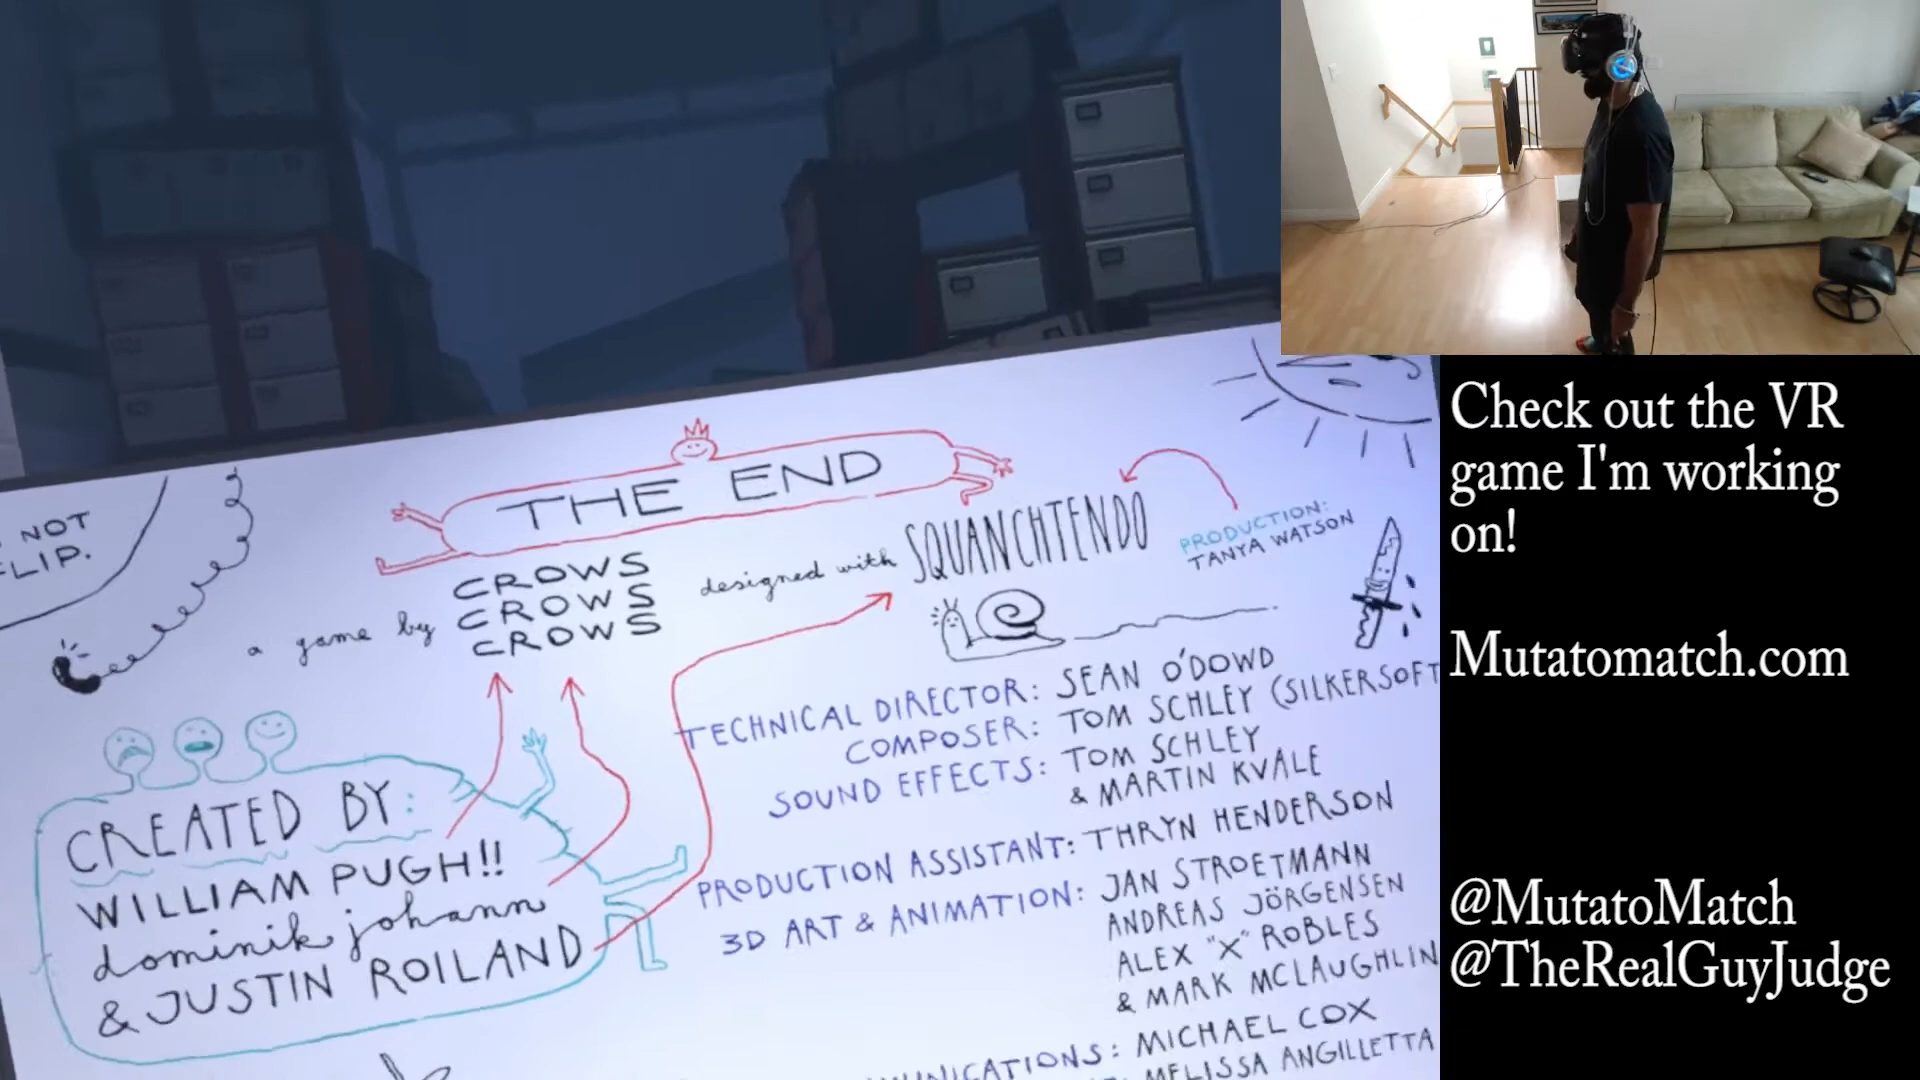 NOT
FLIP.
THE END
a game by
CROWS
CROWS
CROWS
designed with
SQUANCHTENDO
PRODUCTION:
TANYA WATSON
CREATED BY:
WILLIAM PUGH!!
dominik johann
& JUSTIN ROILAND
TECHNICAL DIRECTOR: SEAN O'DOWD
COMPOSER: TOM SCHLEY (SILKERSOFT
SOUND EFFECTS: TOM SCHLEY
& MARTIN KVALE
PRODUCTION ASSISTANT: THRYN HENDERSON
3D ART & ANIMATION: JAN STROETMANN
ANDREAS JÖRGENSEN
ALEX "X" ROBLES
& MARK MCLAUGHLIN
MICHAEL COX
MELISSA ANGILLETTA
Check out the VR
game I'm working
on!
Mutatomatch.com
@MutatoMatch
@TheRealGuyJudge